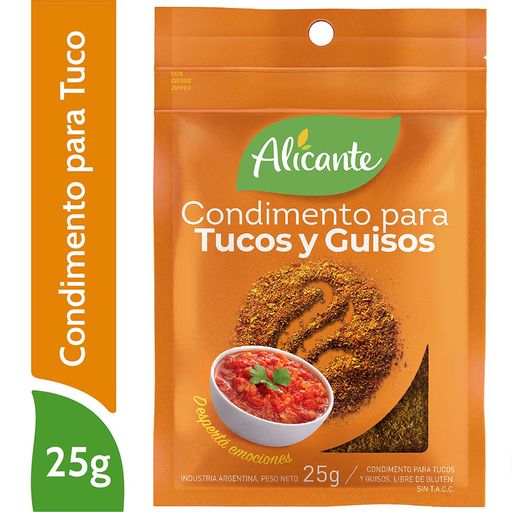 Condimento para Tuco
25g
CON
CIERRE
ZIPPER
Alicante
Condimento para
Tucos y Guisos
Despertá emociones
INDUSTRIA ARGENTINA. PESO NETO 25g
CONDIMENTO PARA TUCOS
Y GUISOS. LIBRE DE GLUTEN.
SIN T.A.C.C.